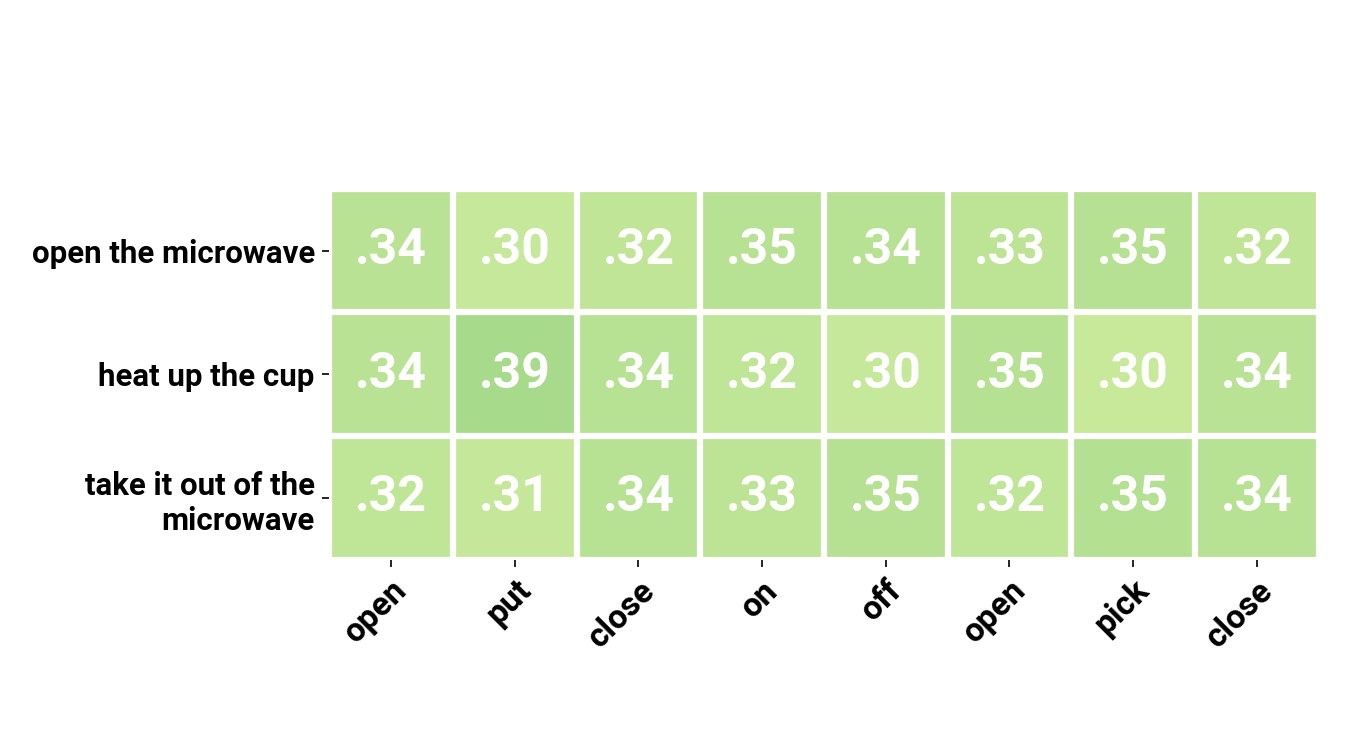 open the microwave .34 .30 .32 .35 .34 .33 .35 .32
heat up the cup .34 .39 .34 .32 .30 .35 .30 .34
take it out of the
microwave .32 .31 .34 .33 .35 .32 .35 .34
open put close on off open pick close